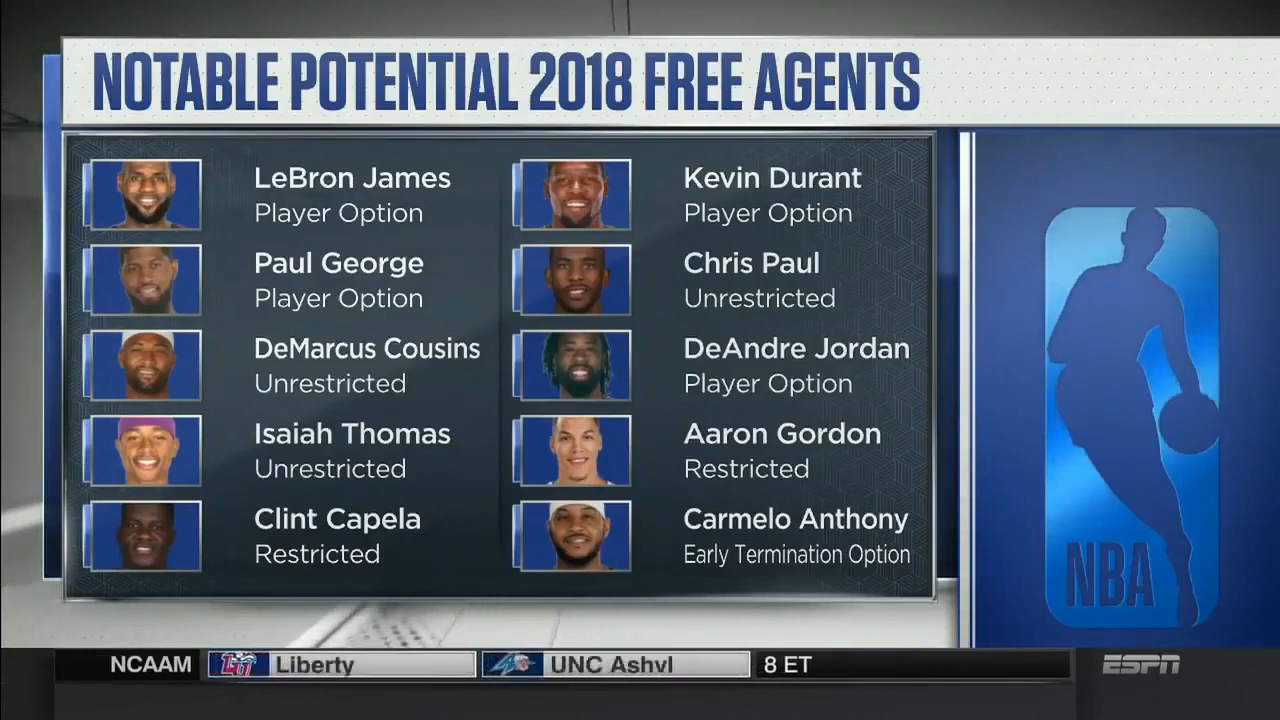 NOTABLE POTENTIAL 2018 FREE AGENTS
LeBron James
Player Option
Kevin Durant
Player Option
Paul George
Player Option
Chris Paul
Unrestricted
DeMarcus Cousins
Unrestricted
DeAndre Jordan
Player Option
Isaiah Thomas
Unrestricted
Aaron Gordon
Restricted
Clint Capela
Restricted
Carmelo Anthony
Early Termination Option
NBA
NCAAM LU Liberty UNC Ashvl 8 ET ESPN